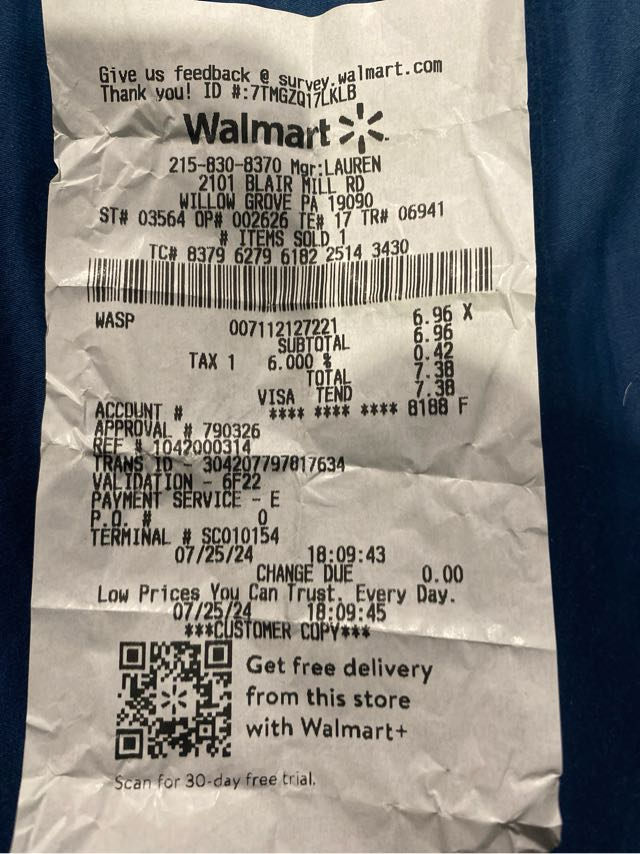 Give us feedback @ survey.walmart.com
Thank you! ID #:7TMGZQ17LKLB
Walmart
215-830-8370 Mgr:LAUREN
2101 BLAIR MILL RD
WILLOW GROVE PA 19090
ST# 03564 OP# 002626 TE# 17 TR# 06941
# ITEMS SOLD 1
TC# 8379 6279 6182 2514 3430
WASP 007112127221 6.96 X
SUBTOTAL 6.96
TAX 1 6.000 % 0.42
TOTAL 7.38
VISA TEND 7.38
ACCOUNT # **** **** **** 8188 F
APPROVAL # 790326
REF # 1042000314
TRANS ID - 304207797817634
VALIDATION - 6F22
PAYMENT SERVICE - E
P.O. # 0
TERMINAL # SC010154
07/25/24 18:09:43
CHANGE DUE 0.00
Low Prices You Can Trust. Every Day.
07/25/24 18:09:45
***CUSTOMER COPY***
Get free delivery
from this store
with Walmart+
Scan for 30-day free trial.